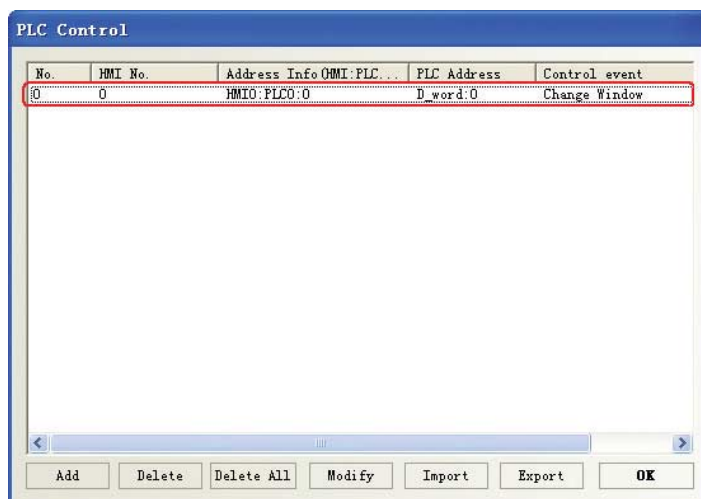 PLC Control
No. HMI No. Address Info(HMI:PLC... PLC Address Control event
0 0 HMI0:PLC0:0 D_word:0 Change Window
Add Delete Delete All Modify Import Export OK